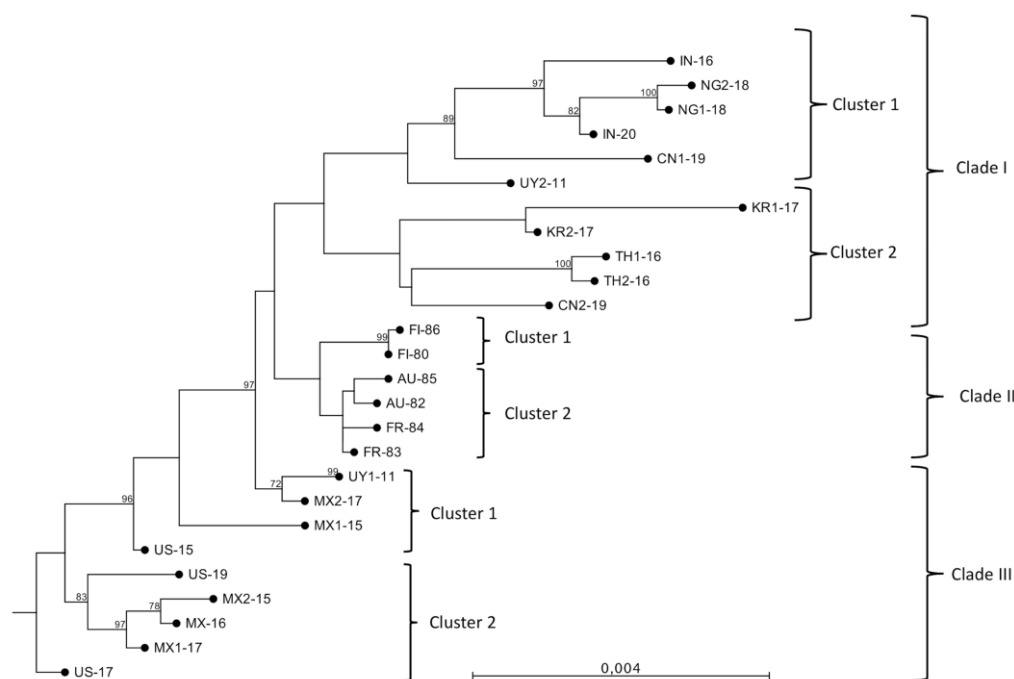 IN-16
97
NG2-18
100
Cluster 1
NG1-18
82
89
IN-20
CN1-19
Clade I
UY2-11
KR1-17
KR2-17
Cluster 2
TH1-16
100
TH2-16
CN2-19
FI-86
Cluster 1
99
FI-80
AU-85
97
Clade II
AU-82
Cluster 2
FR-84
FR-83
99
UY1-11
72
MX2-17
96
Cluster 1
MX1-15
US-15
US-19
Clade III
83
MX2-15
78
MX-16
Cluster 2
97
MX1-17
US-17
0,004